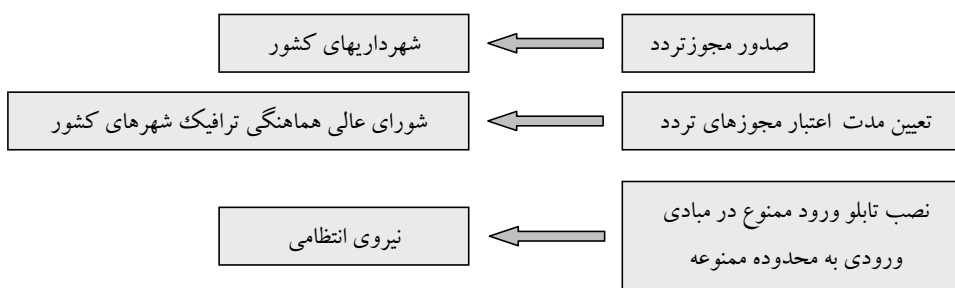 صدور مجوزتردد
شهرداریهای کشور
تعیین مدت اعتبار مجوزهای تردد
شورای عالی هماهنگی ترافیک شهرهای کشور
نصب تابلو ورود ممنوع در مبادی
ورودی به محدوده ممنوعه
نیروی انتظامی